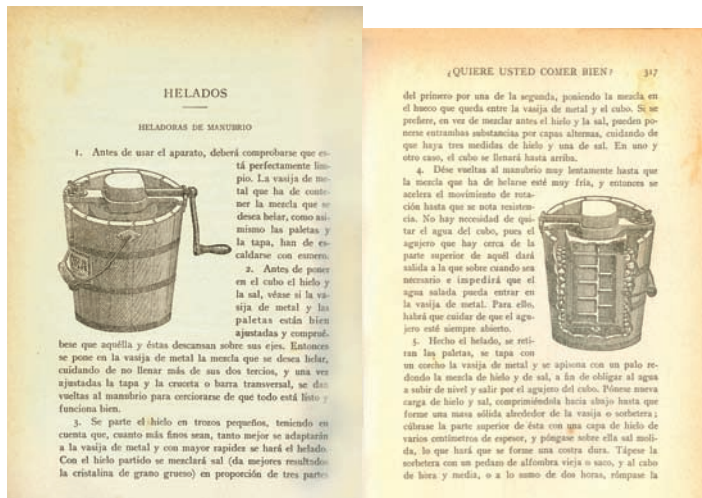 HELADOS
HELADORAS DE MANUBRIO
1. Antes de usar el aparato, deberá comprobarse que es-
tá perfectamente lim-
pio. La vasija de me-
tal que ha de conte-
ner la mezcla que se
desea helar, como asi-
mismo las paletas y
la tapa, han de es-
caldarse con esmero.
2. Antes de poner
en el cubo el hielo y
la sal, véase si la va-
sija de metal y las
paletas están bien
ajustadas y comprué-
bese que aquélla y éstas descansan sobre sus ejes. Entonces
se pone en la vasija de metal la mezcla que se desea helar,
cuidando de no llenar más de sus dos tercios, y una vez
ajustadas la tapa y la cruceta o barra transversal, se dan
vueltas al manubrio para cerciorarse de que todo está listo y
funciona bien.
3. Se parte el hielo en trozos pequeños, teniendo en
cuenta que, cuanto más finos sean, tanto mejor se adaptarán
a la vasija de metal y con mayor rapidez se hará el helado.
Con el hielo partido se mezclará sal (da mejores resultados
la cristalina de grano grueso) en proporción de tres partes
¿QUIERE USTED COMER BIEN? 317
del primero por una de la segunda, poniendo la mezcla en
el hueco que queda entre la vasija de metal y el cubo. Si se
prefiere, en vez de mezclar antes el hielo y la sal, pueden po-
nerse entrambas substancias por capas alternas, cuidando de
que haya tres medidas de hielo y una de sal. En uno y
otro caso, el cubo se llenará hasta arriba.
4. Dése vueltas al manubrio muy lentamente hasta que
la mezcla que ha de helarse esté muy fría, y entonces se
acelera el movimiento de rota-
ción hasta que se nota resisten-
cia. No hay necesidad de qui-
tar el agua del cubo, pues el
agujero que hay cerca de la
parte superior de aquél dará
salida a la que sobre cuando sea
necesario e impedirá que el
agua salada pueda entrar en
la vasija de metal. Para ello,
habrá que cuidar de que el agu-
jero esté siempre abierto.
5. Hecho el helado, se reti-
ran las paletas, se tapa con
un corcho la vasija de metal y se apisona con un palo re-
dondo la mezcla de hielo y de sal, a fin de obligar al agua
a subir de nivel y salir por el agujero del cubo. Pónese nueva
carga de hielo y sal, comprimiéndola hacia abajo hasta que
forme una masa sólida alrededor de la vasija o sorbetera;
cúbrase la parte superior de ésta con una capa de hielo de
varios centímetros de espesor, y póngase sobre ella sal moli-
da, lo que hará que se forme una costra dura. Tápese la
sorbetera con un pedazo de alfombra vieja o saco, y al cabo
de hora y media, o a lo sumo de dos horas, rómpase la